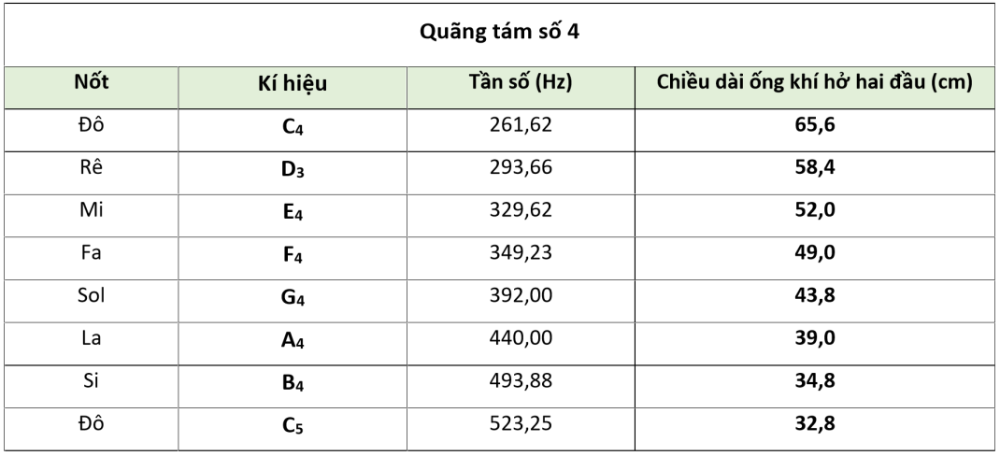 Quãng tám số 4
Nốt Kí hiệu Tần số (Hz) Chiều dài ống khí hở hai đầu (cm)
Đô C₄ 261,62 65,6
Rê D₃ 293,66 58,4
Mi E₄ 329,62 52,0
Fa F₄ 349,23 49,0
Sol G₄ 392,00 43,8
La A₄ 440,00 39,0
Si B₄ 493,88 34,8
Đô C₅ 523,25 32,8